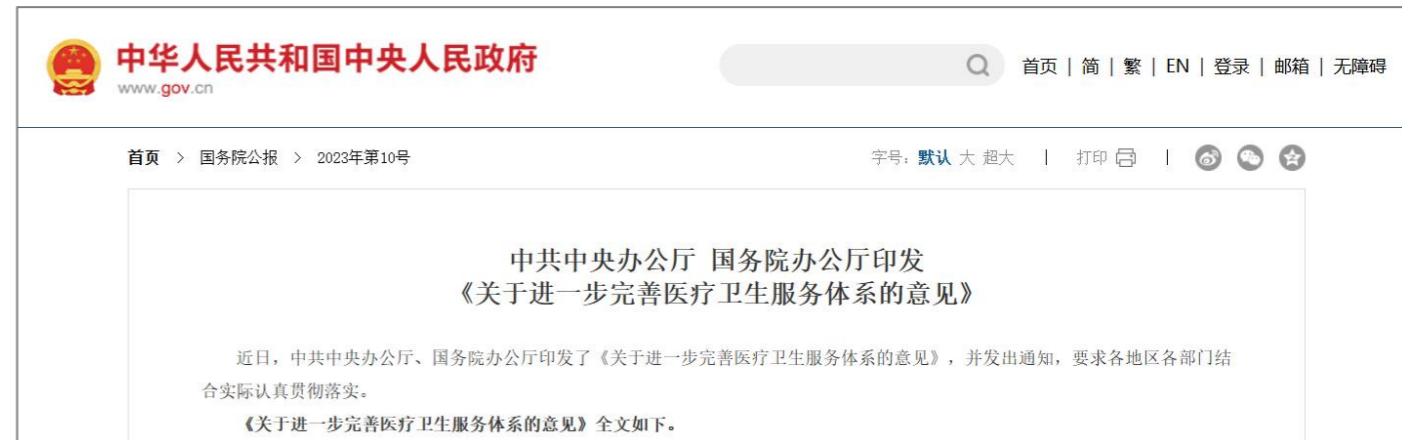 中华人民共和国中央人民政府
www.gov.cn
首页 | 简 | 繁 | EN | 登录 | 邮箱 | 无障碍
首页 > 国务院公报 > 2023年第10号
字号：默认 大 超大 | 打印 |
中共中央办公厅 国务院办公厅印发
《关于进一步完善医疗卫生服务体系的意见》
近日，中共中央办公厅、国务院办公厅印发了《关于进一步完善医疗卫生服务体系的意见》，并发出通知，要求各地区各部门结
合实际认真贯彻落实。
《关于进一步完善医疗卫生服务体系的意见》全文如下。